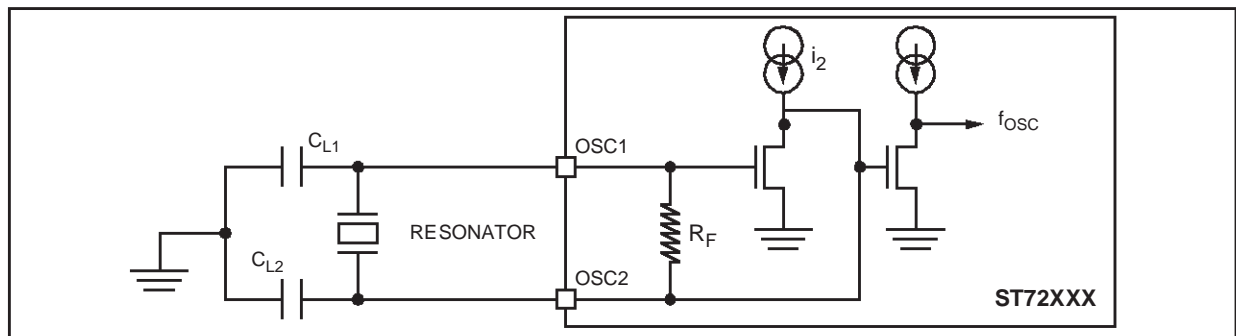 i2
fOSC
CL1
OSC1
RESONATOR
RF
CL2
OSC2
ST72XXX